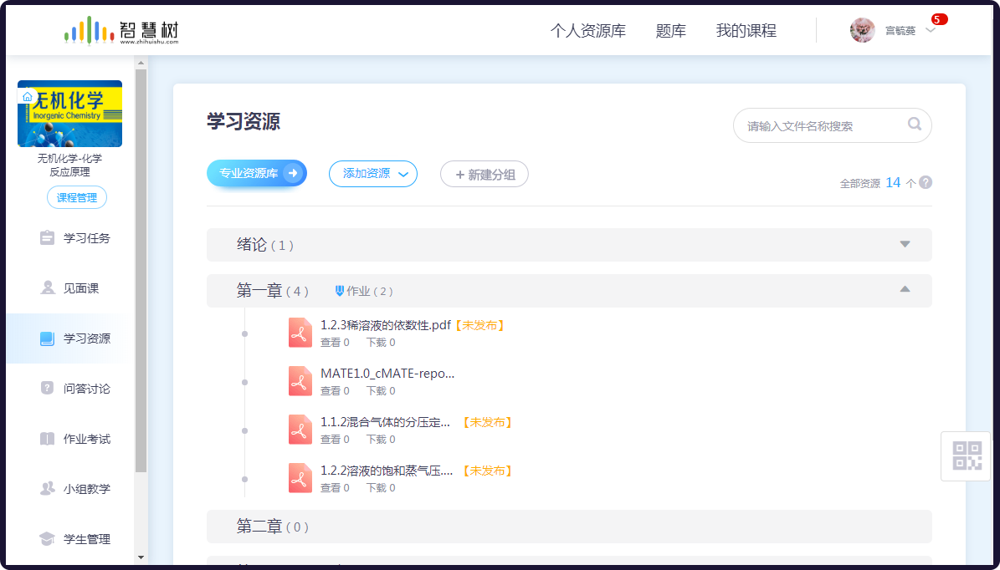 智慧树
www.zhihuishu.com
个人资源库
题库
我的课程
宫毓葵
无机化学
Inorganic Chemistry
无机化学-化学
反应原理
课程管理
学习任务
见面课
学习资源
问答讨论
作业考试
小组教学
学生管理
学习资源
请输入文件名称搜索
专业资源库
添加资源
+ 新建分组
全部资源 14 个
绪论 ( 1 )
第一章 ( 4 ) 作业 ( 2 )
1.2.3稀溶液的依数性.pdf【未发布】
查看 0 下载 0
MATE1.0_cMATE-repo...
查看 0 下载 0
1.1.2混合气体的分压定... 【未发布】
查看 0 下载 0
1.2.2溶液的饱和蒸气压.... 【未发布】
查看 0 下载 0
第二章 ( 0 )